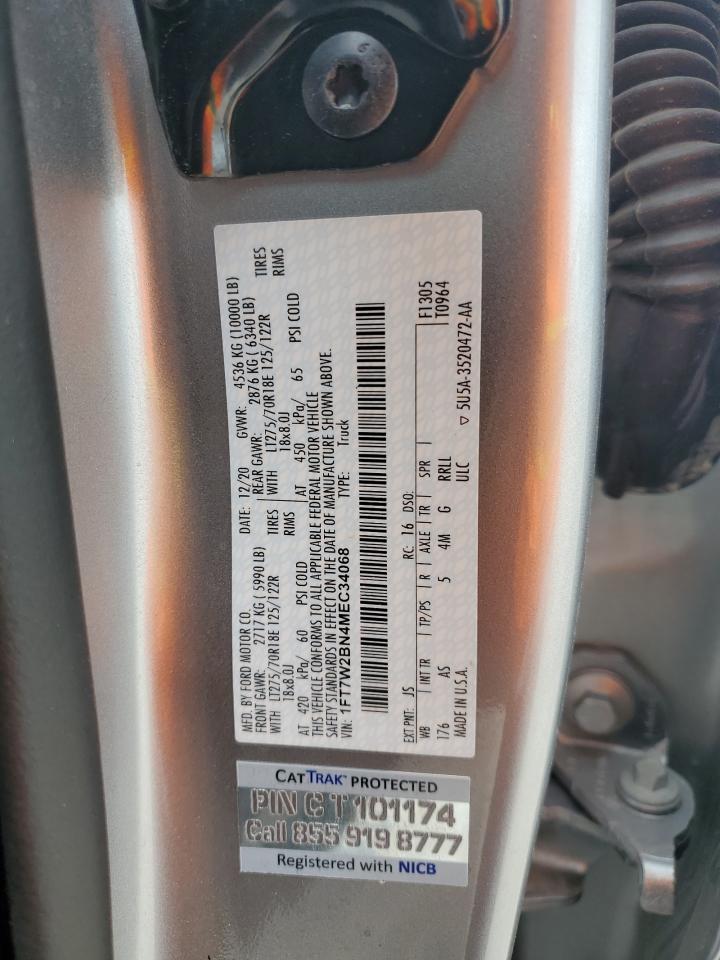 MFD. BY FORD MOTOR CO.
DATE: 12/20 GVWR: 4536 KG (10000 LB)
FRONT GAWR: 2717 KG ( 5990 LB)
REAR GAWR: 2876 KG ( 6340 LB)
WITH LT275/70R18E 125/122R TIRES
WITH LT275/70R18E 125/122R TIRES
18x8.0J RIMS
18x8.0J RIMS
AT 420 kPa/ 60 PSI COLD
AT 450 kPa/ 65 PSI COLD
THIS VEHICLE CONFORMS TO ALL APPLICABLE FEDERAL MOTOR VEHICLE
SAFETY STANDARDS IN EFFECT ON THE DATE OF MANUFACTURE SHOWN ABOVE.
VIN: 1FT7W2BN4MEC34068 TYPE: Truck
EXT PNT: JS RC: 16 DSO:
WB INT TR TP/PS R AXLE TR SPR F1305
176 AS 5 4M G RRLL T0964
MADE IN U.S.A. ULC ▽ 5U5A-3520472-AA
CATTRAK PROTECTED
PIN CT101174
Call 855 919 8777
Registered with NICB
6